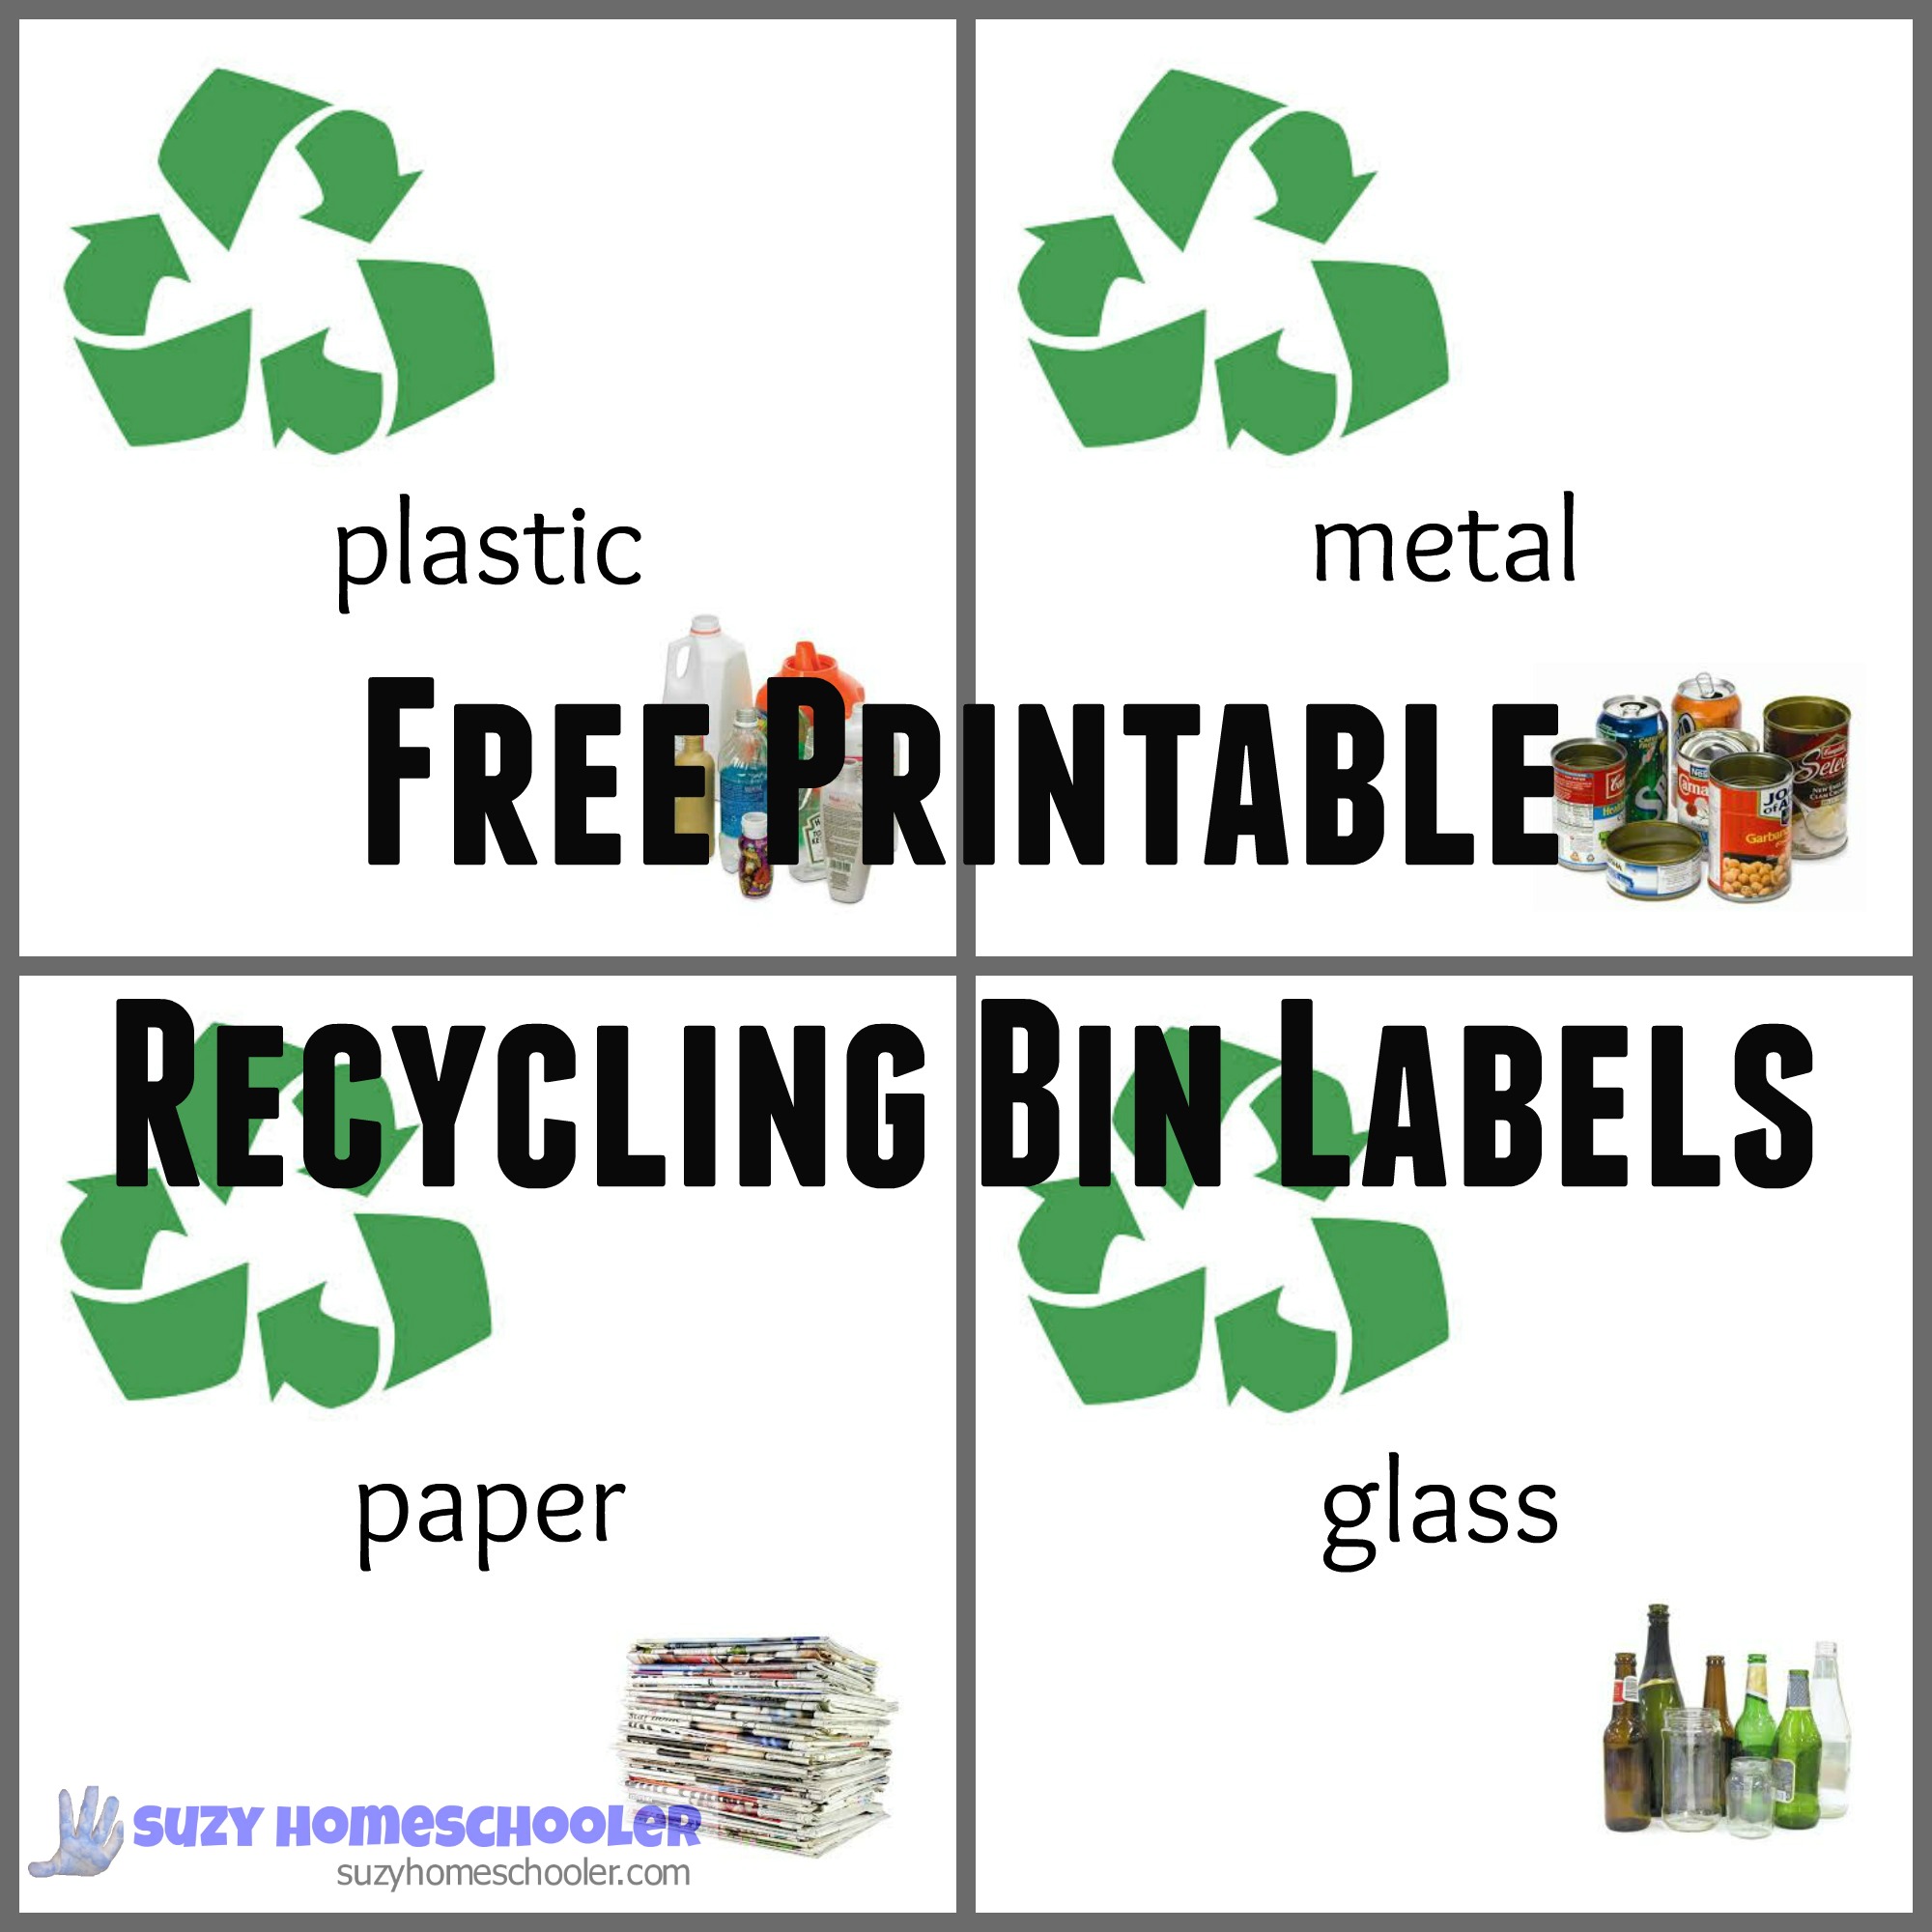 plastic
metal
Free Printable
Recycling Bin Labels
paper
glass
Suzy Homeschooler
suzyhomeschooler.com